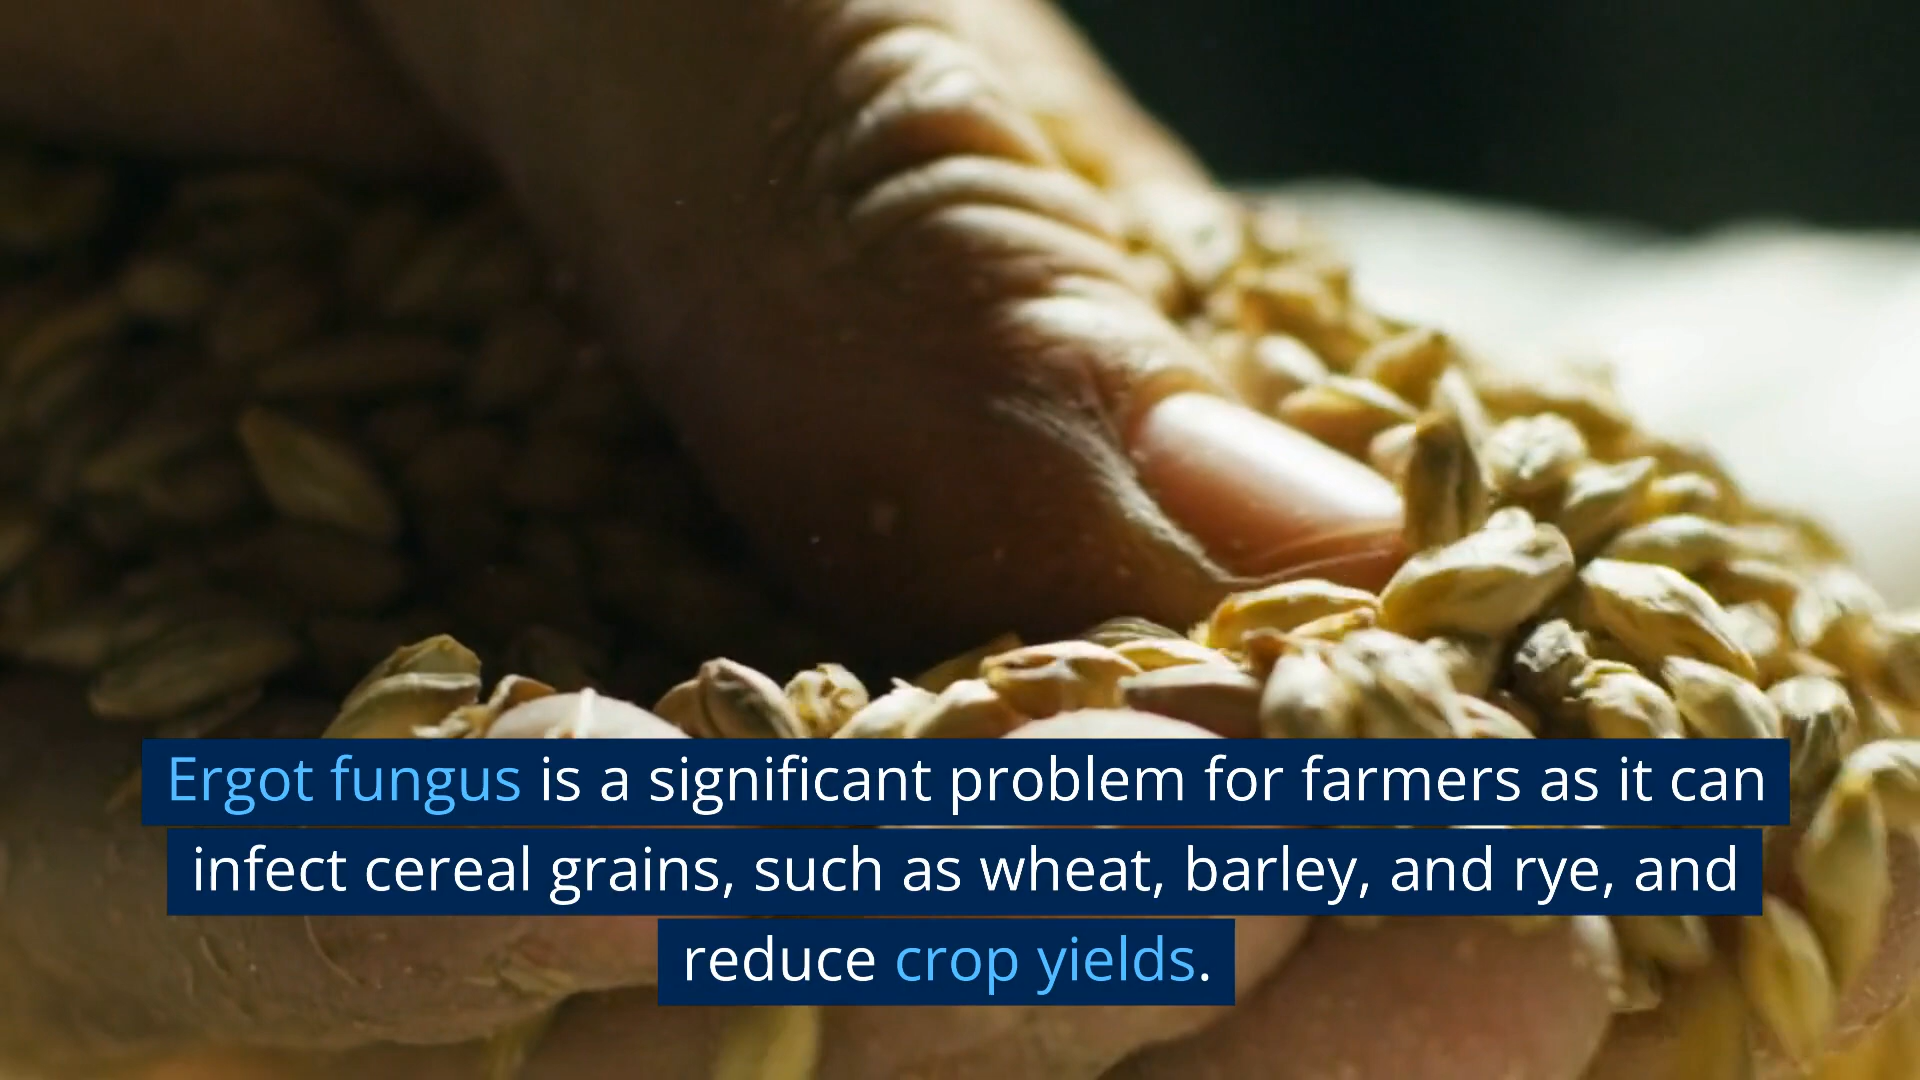 Ergot fungus is a significant problem for farmers as it can
infect cereal grains, such as wheat, barley, and rye, and
reduce crop yields.